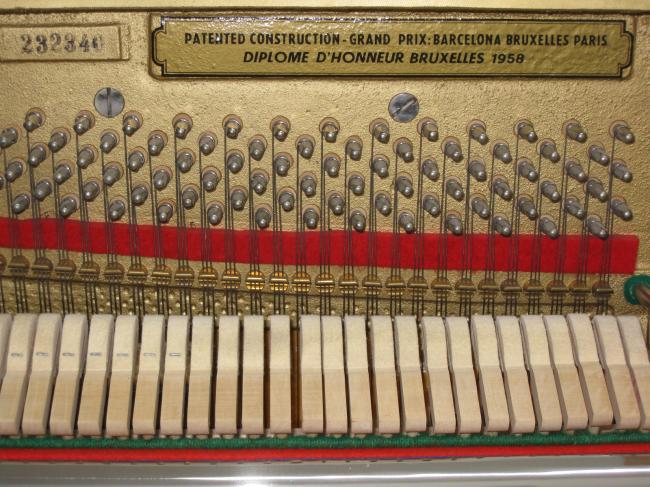 232340
PATENTED CONSTRUCTION - GRAND PRIX: BARCELONA BRUXELLES PARIS
DIPLOME D'HONNEUR BRUXELLES 1958